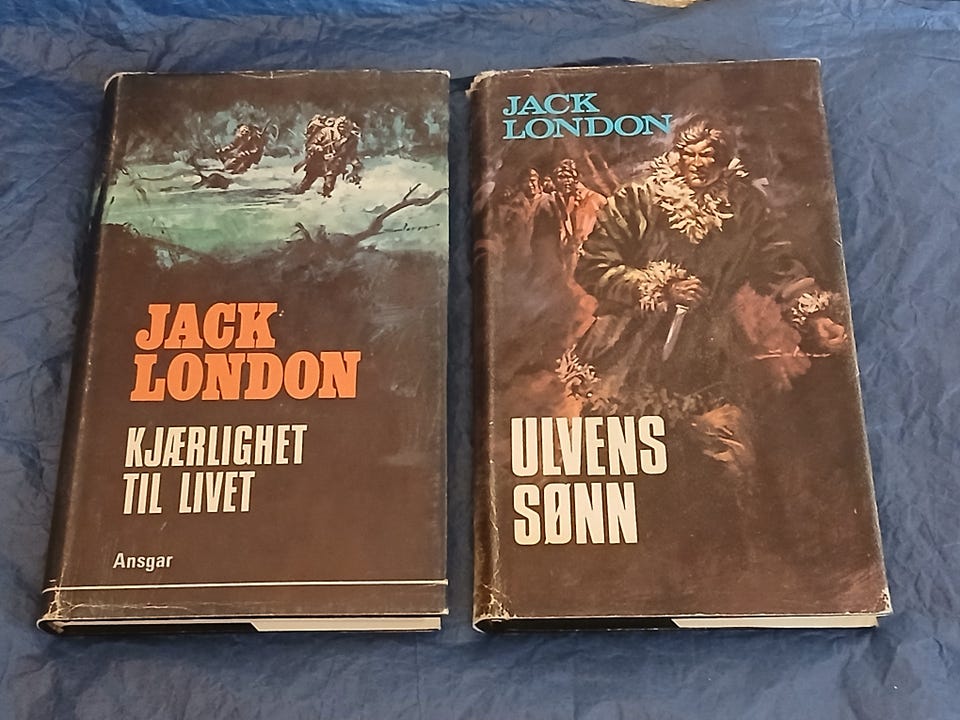 JACK
LONDON
KJÆRLIGHET
TIL LIVET
Ansgar
JACK
LONDON
ULVENS
SØNN